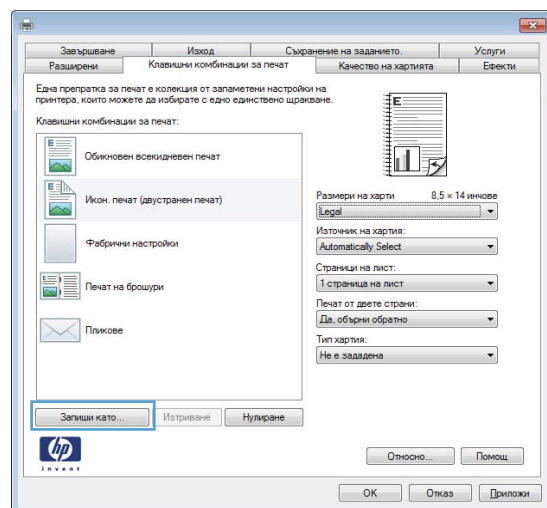 Завършване Изход Съхранение на заданието. Услуги
Разширени Клавишни комбинации за печат Качество на хартията Ефекти
Една препратка за печат е колекция от запаметени настройки на
принтера, които можете да избирате с едно единствено щракване.
Клавишни комбинации за печат:
Обикновен всекидневен печат
Икон. печат (двустранен печат)
Фабрични настройки
Печат на брошури
Пликове
Запиши като... Изтриване Нулиране
Размери на харти 8,5 × 14 инчове
Legal
Източник на хартия:
Automatically Select
Страници на лист:
1 страница на лист
Печат от двете страни:
Да, обърни обратно
Тип хартия:
Не е зададена
hp
invent
Относно... Помощ
OK Отказ Приложи